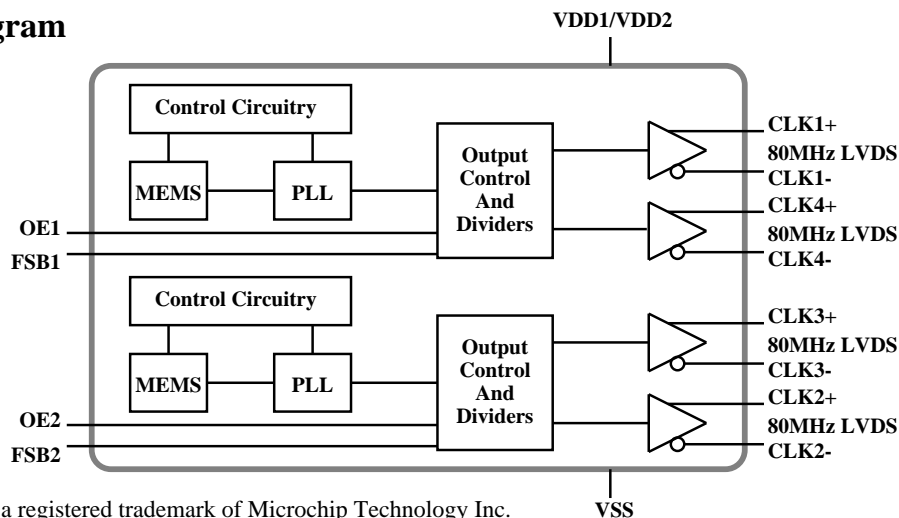 VDD1/VDD2
Control Circuitry
MEMS
PLL
Output
Control
And
Dividers
CLK1+
80MHz LVDS
CLK1-
CLK4+
80MHz LVDS
CLK4-
OE1
FSB1
Control Circuitry
MEMS
PLL
Output
Control
And
Dividers
CLK3+
80MHz LVDS
CLK3-
CLK2+
80MHz LVDS
CLK2-
OE2
FSB2
a registered trademark of Microchip Technology Inc.
VSS